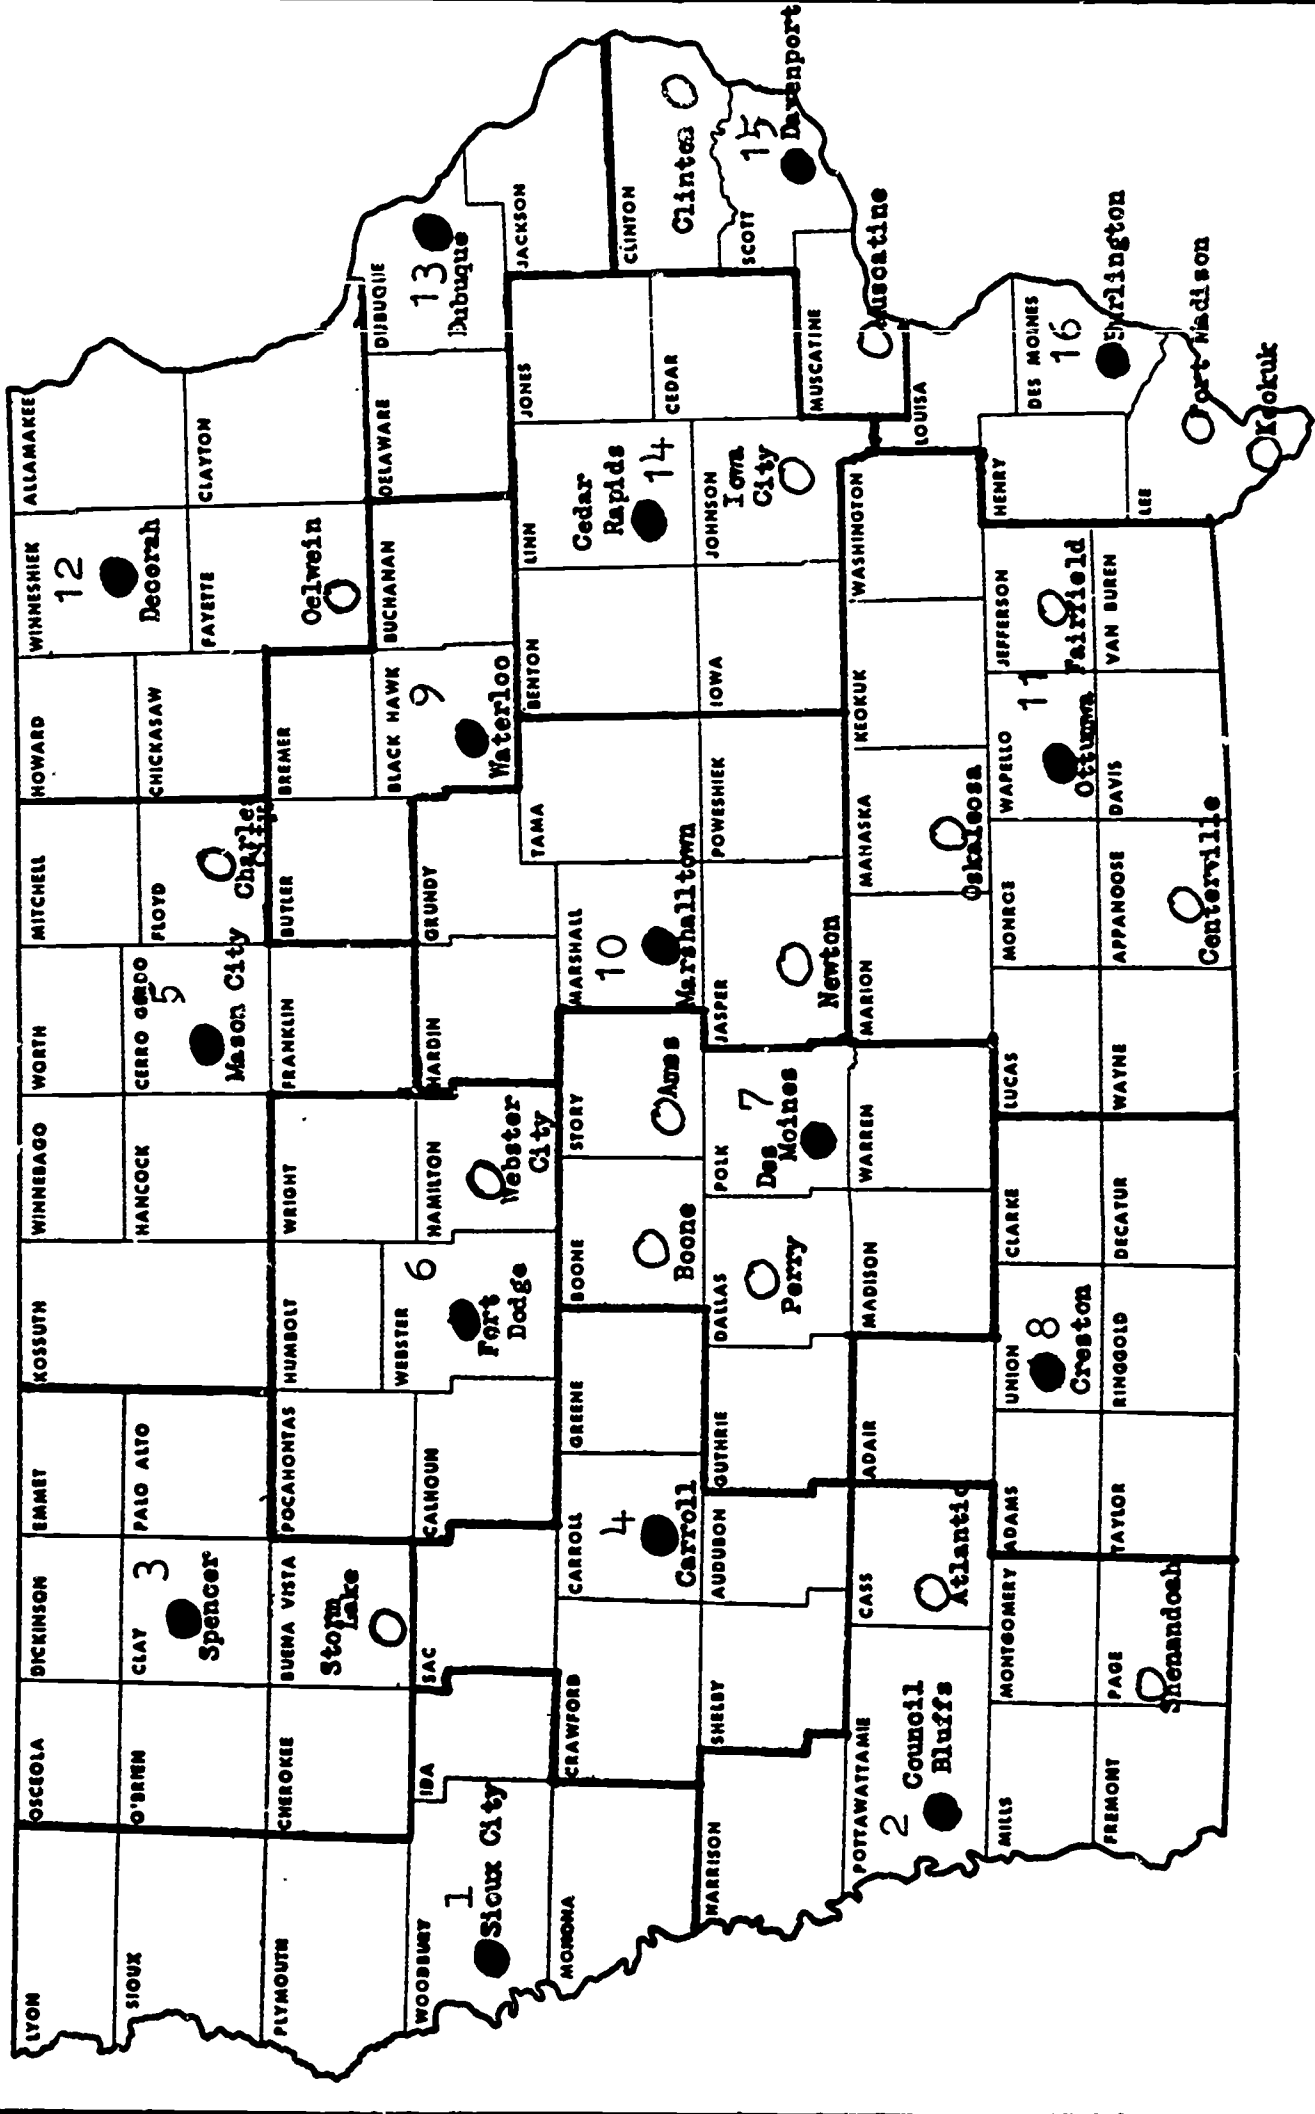 LYON
OSCEOLA
DICKINSON
EMMET
KOSSUTH
WINNEBAGO
WORTH
MITCHELL
HOWARD
WINNESHIEK
12
Decorah
ALLAMAKEE
SIOUX
O'BRIEN
CLAY
3
Spencer
PALO ALTO
HANCOCK
CERRO GORDO
5
Mason City
FLOYD
Charles
City
CHICKASAW
FAYETTE
Oelwein
CLAYTON
PLYMOUTH
CHEROKEE
BUENA VISTA
Storm
Lake
POCAHONTAS
HUMBOLT
WRIGHT
FRANKLIN
BUTLER
BREMER
BLACK HAWK
9
Waterloo
BUCHANAN
DELAWARE
DUBUQUE
13
Dubuque
WOODBURY
1
Sioux City
IDA
SAC
CALHOUN
WEBSTER
6
Fort
Dodge
HAMILTON
Webster
City
HARDIN
GRUNDY
TAMA
BENTON
LINN
Cedar
Rapids
14
JONES
JACKSON
MONONA
CRAWFORD
CARROLL
4
Carroll
GREENE
BOONE
Boone
STORY
Ames
MARSHALL
10
Marshalltown
CEDAR
CLINTON
Clinton
HARRISON
SHELBY
AUDUBON
GUTHRIE
DALLAS
Perry
POLK
7
Des
Moines
JASPER
Newton
POWESHIEK
IOWA
JOHNSON
Iowa
City
SCOTT
15
Davenport
MUSCATINE
Muscatine
POTTAWATTAMIE
2
Council
Bluffs
CASS
Atlantic
ADAIR
MADISON
WARREN
MARION
MAHASKA
Oskaloosa
KEOKUK
WASHINGTON
LOUISA
MILLS
MONTGOMERY
ADAMS
UNION
8
Creston
CLARKE
LUCAS
MONROE
WAPELLO
11
Ottumwa
JEFFERSON
Fairfield
HENRY
DES MOINES
16
Burlington
FREMONT
PAGE
Shenandoah
TAYLOR
RINGGOLD
DECATUR
WAYNE
APPANOOSE
Centerville
DAVIS
VAN BUREN
LEE
Fort Madison
Keokuk